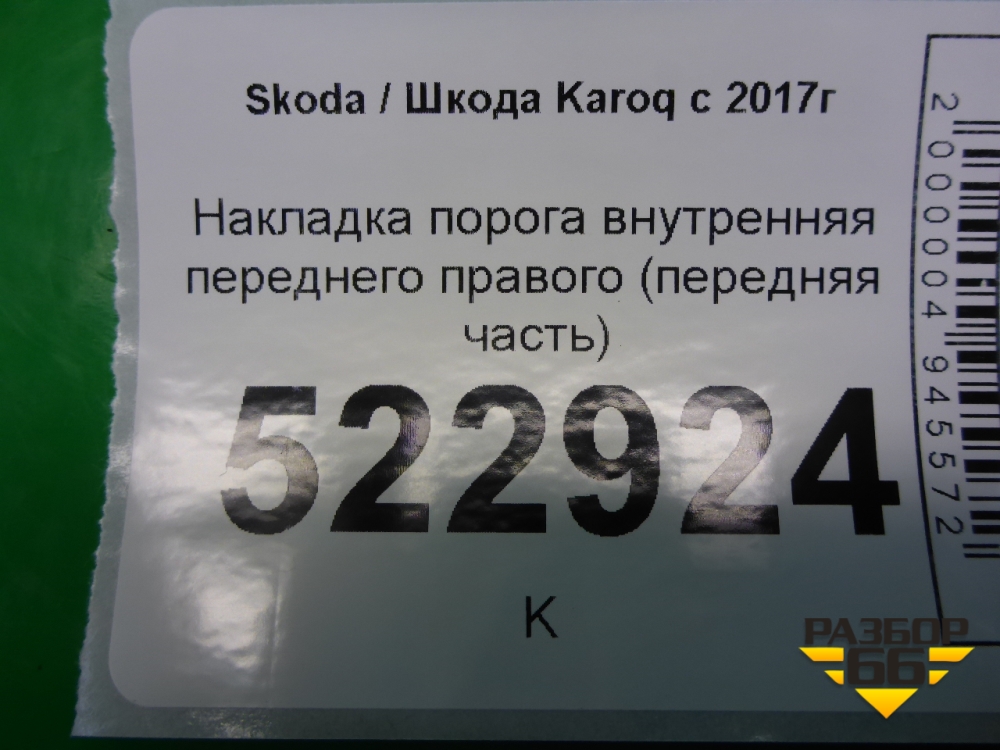 Skoda / Шкода Karoq с 2017г
Накладка порога внутренняя
переднего правого (передняя
часть)
522924
К
2000004945572
РАЗБОР
66